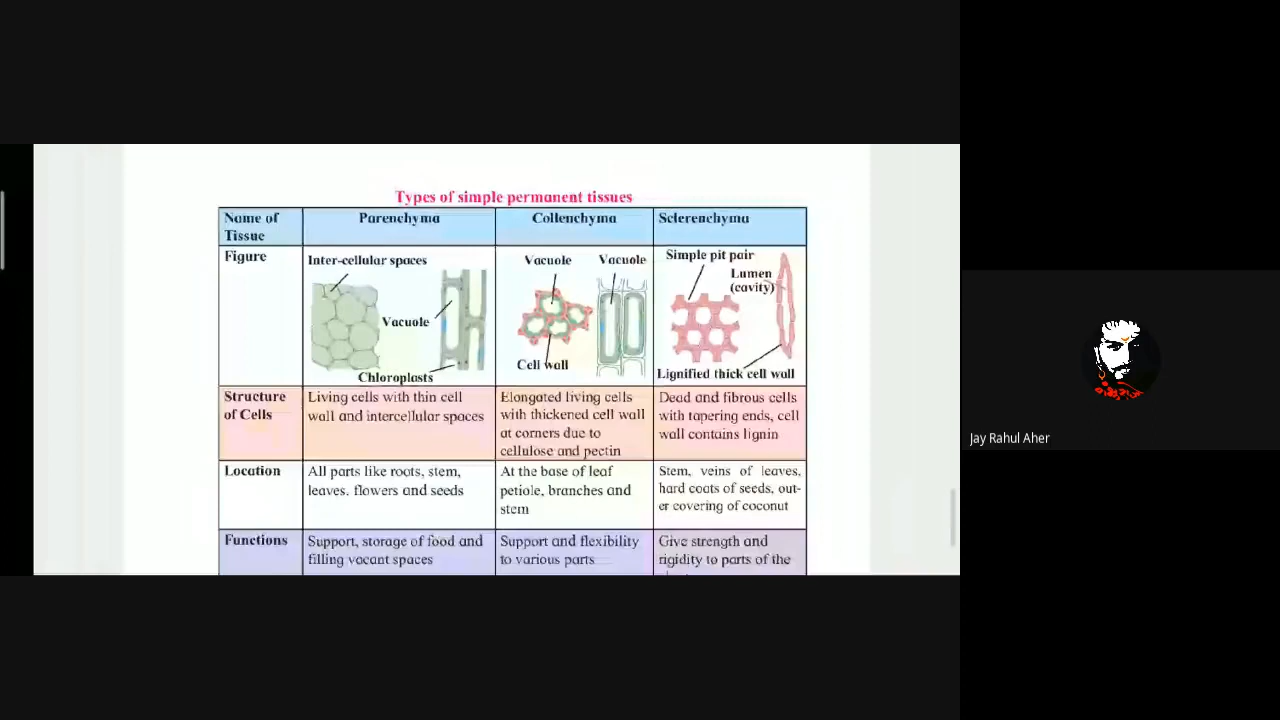 Types of simple permanent tissues
Name of
Tissue
Parenchyma
Collenchyma
Sclerenchyma
Figure
Inter-cellular spaces
Vacuole
Chloroplasts
Vacuole
Vacuole
Cell wall
Simple pit pair
Lumen
(cavity)
Lignified thick cell wall
Structure
of Cells
Living cells with thin cell
wall and intercellular spaces
Elongated living cells
with thickened cell wall
at corners due to
cellulose and pectin
Dead and fibrous cells
with tapering ends, cell
wall contains lignin
Location
All parts like roots, stem,
leaves, flowers and seeds
At the base of leaf
petiole, branches and
stem
Stem, veins of leaves,
hard coats of seeds, out-
er covering of coconut
Functions
Support, storage of food and
filling vacant spaces
Support and flexibility
to various parts
Give strength and
rigidity to parts of the
Jay Rahul Aher